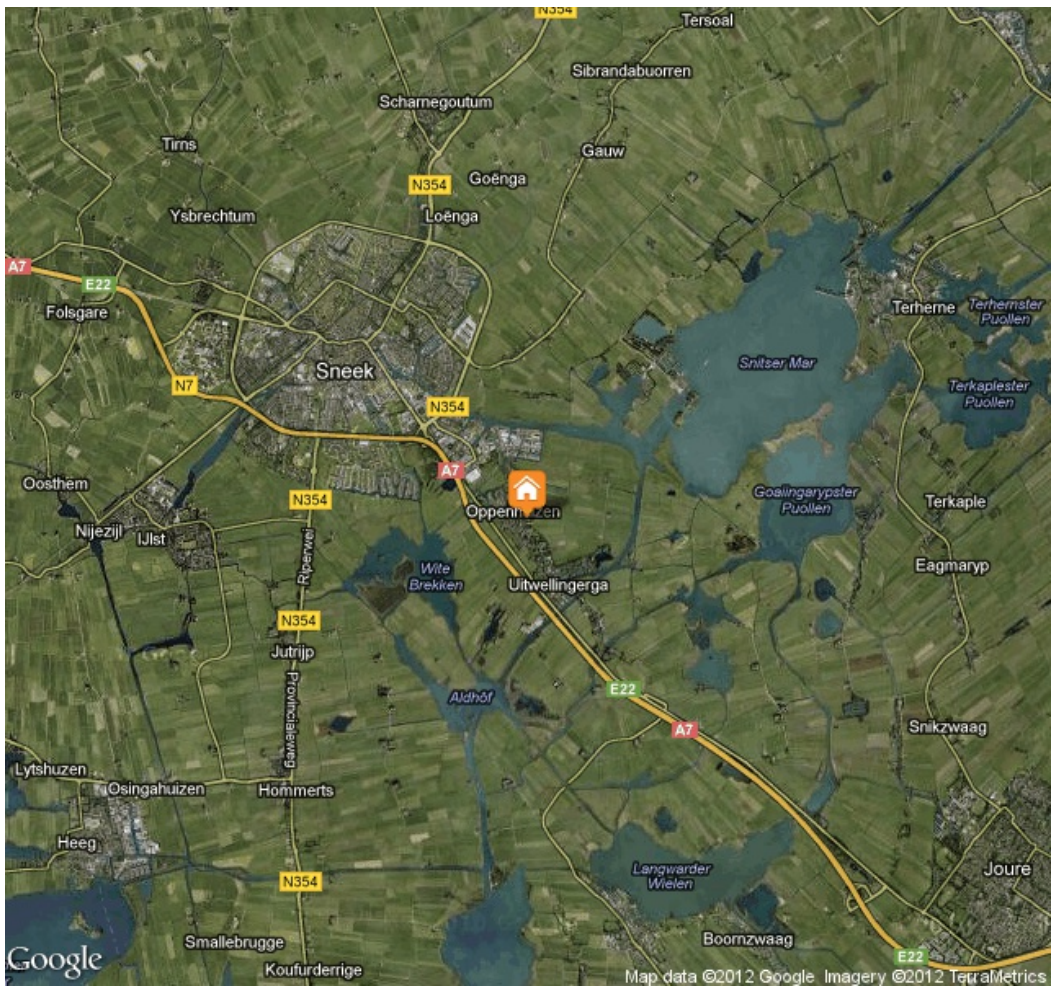 N354
Tersoal
Sibrandabuorren
Scharnegoutum
Tirns
Gauw
N354
Goënga
Ysbrechtum
Loënga
A7
E22
Folsgare
Terherne
Terhernster
Puollen
Sneek
Snitser Mar
N7
Terkaplester
Puollen
N354
A7
Oosthem
N354
Goaiïngarypster
Puollen
Terkaple
Oppenhuizen
Nijezijl
IJlst
Riperwei
Wite
Brekken
Uitwellingerga
Eagmaryp
N354
Jutrijp
E22
Aldhôf
Provincialeweg
A7
Snikzwaag
Lytshuzen
Osingahuizen
Hommerts
Heeg
N354
Langwarder
Wielen
Joure
Smallebrugge
Boornzwaag
Google
Koufurderrige
E22
Map data ©2012 Google Imagery ©2012 TerraMetrics